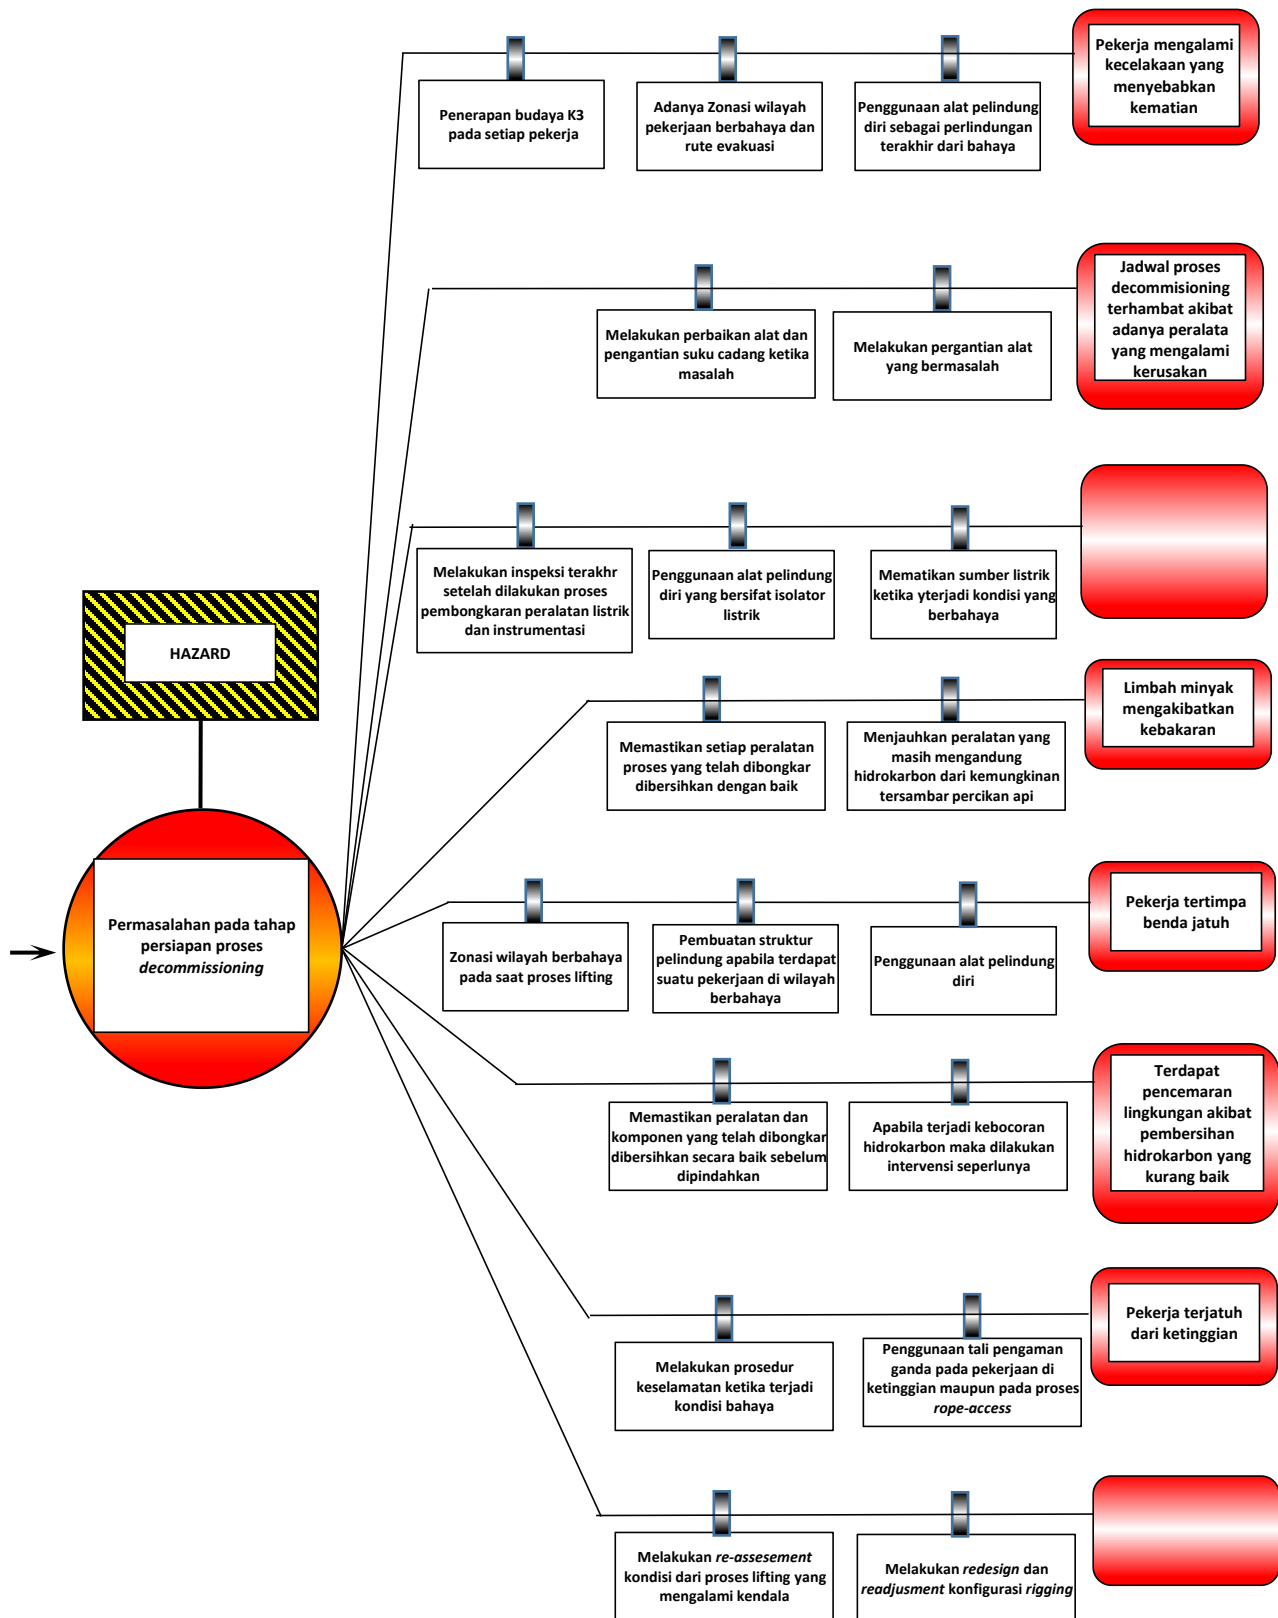 Pekerja mengalami
kecelakaan yang
menyebabkan
kematian
Penerapan budaya K3
pada setiap pekerja
Adanya Zonasi wilayah
pekerjaan berbahaya dan
rute evakuasi
Penggunaan alat pelindung
diri sebagai perlindungan
terakhir dari bahaya
Jadwal proses
decommisioning
terhambat akibat
adanya peralata
yang mengalami
kerusakan
Melakukan perbaikan alat dan
pengantian suku cadang ketika
masalah
Melakukan pergantian alat
yang bermasalah
Melakukan inspeksi terakhr
setelah dilakukan proses
pembongkaran peralatan listrik
dan instrumentasi
Penggunaan alat pelindung
diri yang bersifat isolator
listrik
Mematikan sumber listrik
ketika yterjadi kondisi yang
berbahaya
HAZARD
Limbah minyak
mengakibatkan
kebakaran
Memastikan setiap peralatan
proses yang telah dibongkar
dibersihkan dengan baik
Menjauhkan peralatan yang
masih mengandung
hidrokarbon dari kemungkinan
tersambar percikan api
Permasalahan pada tahap
persiapan proses
decommissioning
Pekerja tertimpa
benda jatuh
Zonasi wilayah berbahaya
pada saat proses lifting
Pembuatan struktur
pelindung apabila terdapat
suatu pekerjaan di wilayah
berbahaya
Penggunaan alat pelindung
diri
Terdapat
pencemaran
lingkungan akibat
pembersihan
hidrokarbon yang
kurang baik
Memastikan peralatan dan
komponen yang telah dibongkar
dibersihkan secara baik sebelum
dipindahkan
Apabila terjadi kebocoran
hidrokarbon maka dilakukan
intervensi seperlunya
Pekerja terjatuh
dari ketinggian
Melakukan prosedur
keselamatan ketika terjadi
kondisi bahaya
Penggunaan tali pengaman
ganda pada pekerjaan di
ketinggian maupun pada proses
rope-access
Melakukan re-assesement
kondisi dari proses lifting yang
mengalami kendala
Melakukan redesign dan
readjusment konfigurasi rigging